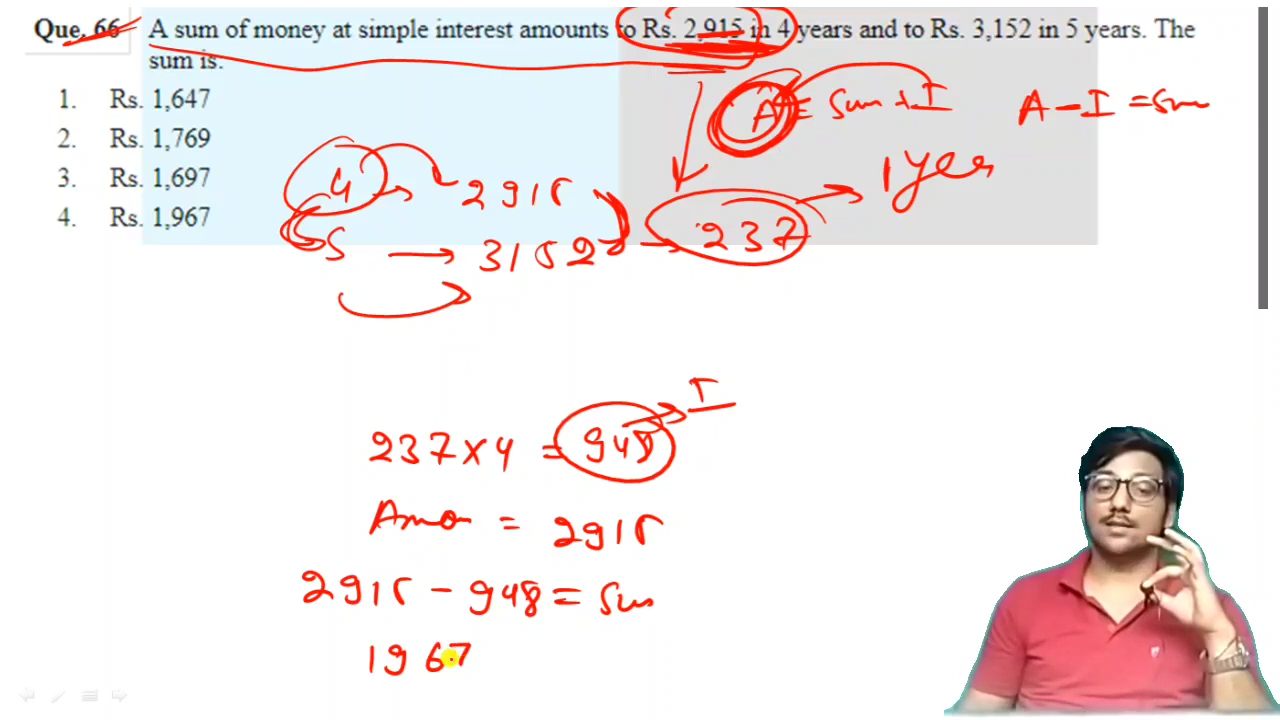 Que. 66 A sum of money at simple interest amounts to Rs. 2,915 in 4 years and to Rs. 3,152 in 5 years. The
sum is:
1. Rs. 1,647
2. Rs. 1,769
3. Rs. 1,697
4. Rs. 1,967
A = Sum + I
A - I = Sum
1 year
4 → 2915
5 → 3152 → 237
I
237 × 4 = 948
Amo = 2915
2915 - 948 = Sum
1967